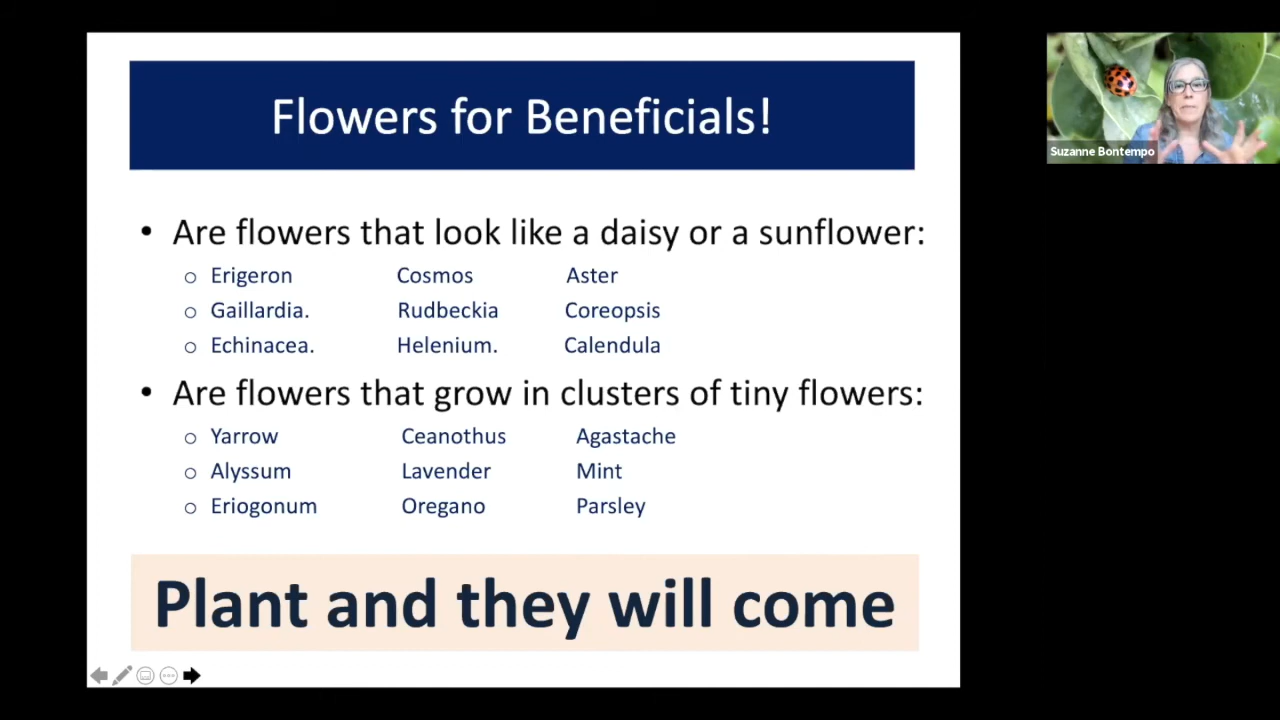 Flowers for Beneficials!
• Are flowers that look like a daisy or a sunflower:
o Erigeron Cosmos Aster
o Gaillardia. Rudbeckia Coreopsis
o Echinacea. Helenium. Calendula
• Are flowers that grow in clusters of tiny flowers:
o Yarrow Ceanothus Agastache
o Alyssum Lavender Mint
o Eriogonum Oregano Parsley
Plant and they will come
Suzanne Bontempo